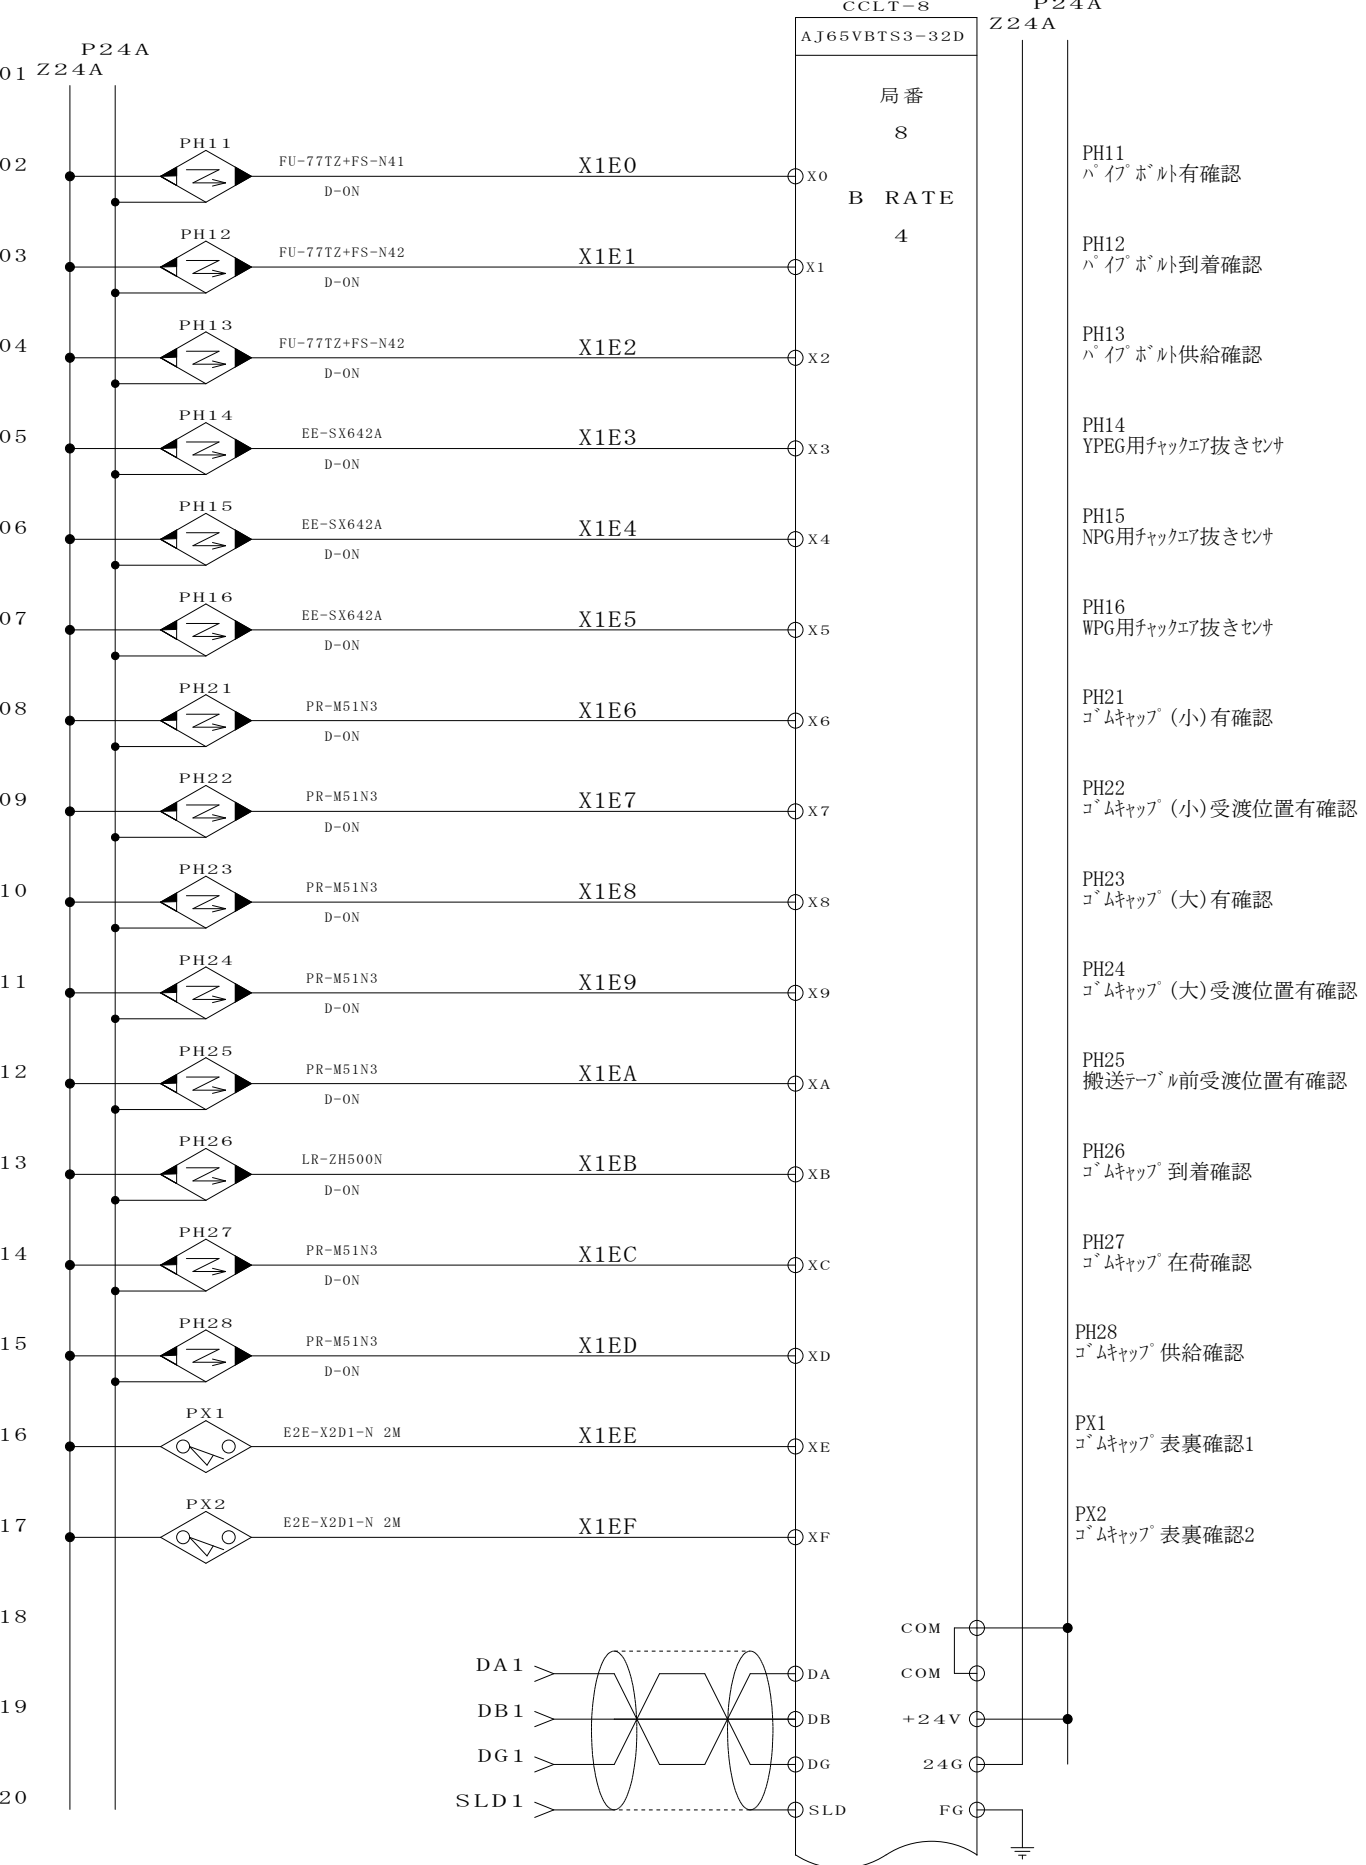 CCLT-8
P24A
Z24A
AJ65VBTS3-32D
P24A
Z24A
01
局番
8
B RATE
4
02
PH11
FU-77TZ+FS-N41
D-ON
X1E0
X0
PH11
ﾊﾟｲﾌﾟﾎﾞﾙﾄ有確認
03
PH12
FU-77TZ+FS-N42
D-ON
X1E1
X1
PH12
ﾊﾟｲﾌﾟﾎﾞﾙﾄ到着確認
04
PH13
FU-77TZ+FS-N42
D-ON
X1E2
X2
PH13
ﾊﾟｲﾌﾟﾎﾞﾙﾄ供給確認
05
PH14
EE-SX642A
D-ON
X1E3
X3
PH14
YPEG用ﾁｬｯｸｴｱ抜きｾﾝｻ
06
PH15
EE-SX642A
D-ON
X1E4
X4
PH15
NPG用ﾁｬｯｸｴｱ抜きｾﾝｻ
07
PH16
EE-SX642A
D-ON
X1E5
X5
PH16
WPG用ﾁｬｯｸｴｱ抜きｾﾝｻ
08
PH21
PR-M51N3
D-ON
X1E6
X6
PH21
ｺﾞﾑｷｬｯﾌﾟ(小)有確認
09
PH22
PR-M51N3
D-ON
X1E7
X7
PH22
ｺﾞﾑｷｬｯﾌﾟ(小)受渡位置有確認
10
PH23
PR-M51N3
D-ON
X1E8
X8
PH23
ｺﾞﾑｷｬｯﾌﾟ(大)有確認
11
PH24
PR-M51N3
D-ON
X1E9
X9
PH24
ｺﾞﾑｷｬｯﾌﾟ(大)受渡位置有確認
12
PH25
PR-M51N3
D-ON
X1EA
XA
PH25
搬送ﾃｰﾌﾞﾙ前受渡位置有確認
13
PH26
LR-ZH500N
D-ON
X1EB
XB
PH26
ｺﾞﾑｷｬｯﾌﾟ到着確認
14
PH27
PR-M51N3
D-ON
X1EC
XC
PH27
ｺﾞﾑｷｬｯﾌﾟ在荷確認
15
PH28
PR-M51N3
D-ON
X1ED
XD
PH28
ｺﾞﾑｷｬｯﾌﾟ供給確認
16
PX1
E2E-X2D1-N 2M
X1EE
XE
PX1
ｺﾞﾑｷｬｯﾌﾟ表裏確認1
17
PX2
E2E-X2D1-N 2M
X1EF
XF
PX2
ｺﾞﾑｷｬｯﾌﾟ表裏確認2
18
COM
DA1
DA
COM
19
DB1
DB
+24V
DG1
DG
24G
20
SLD1
SLD
FG